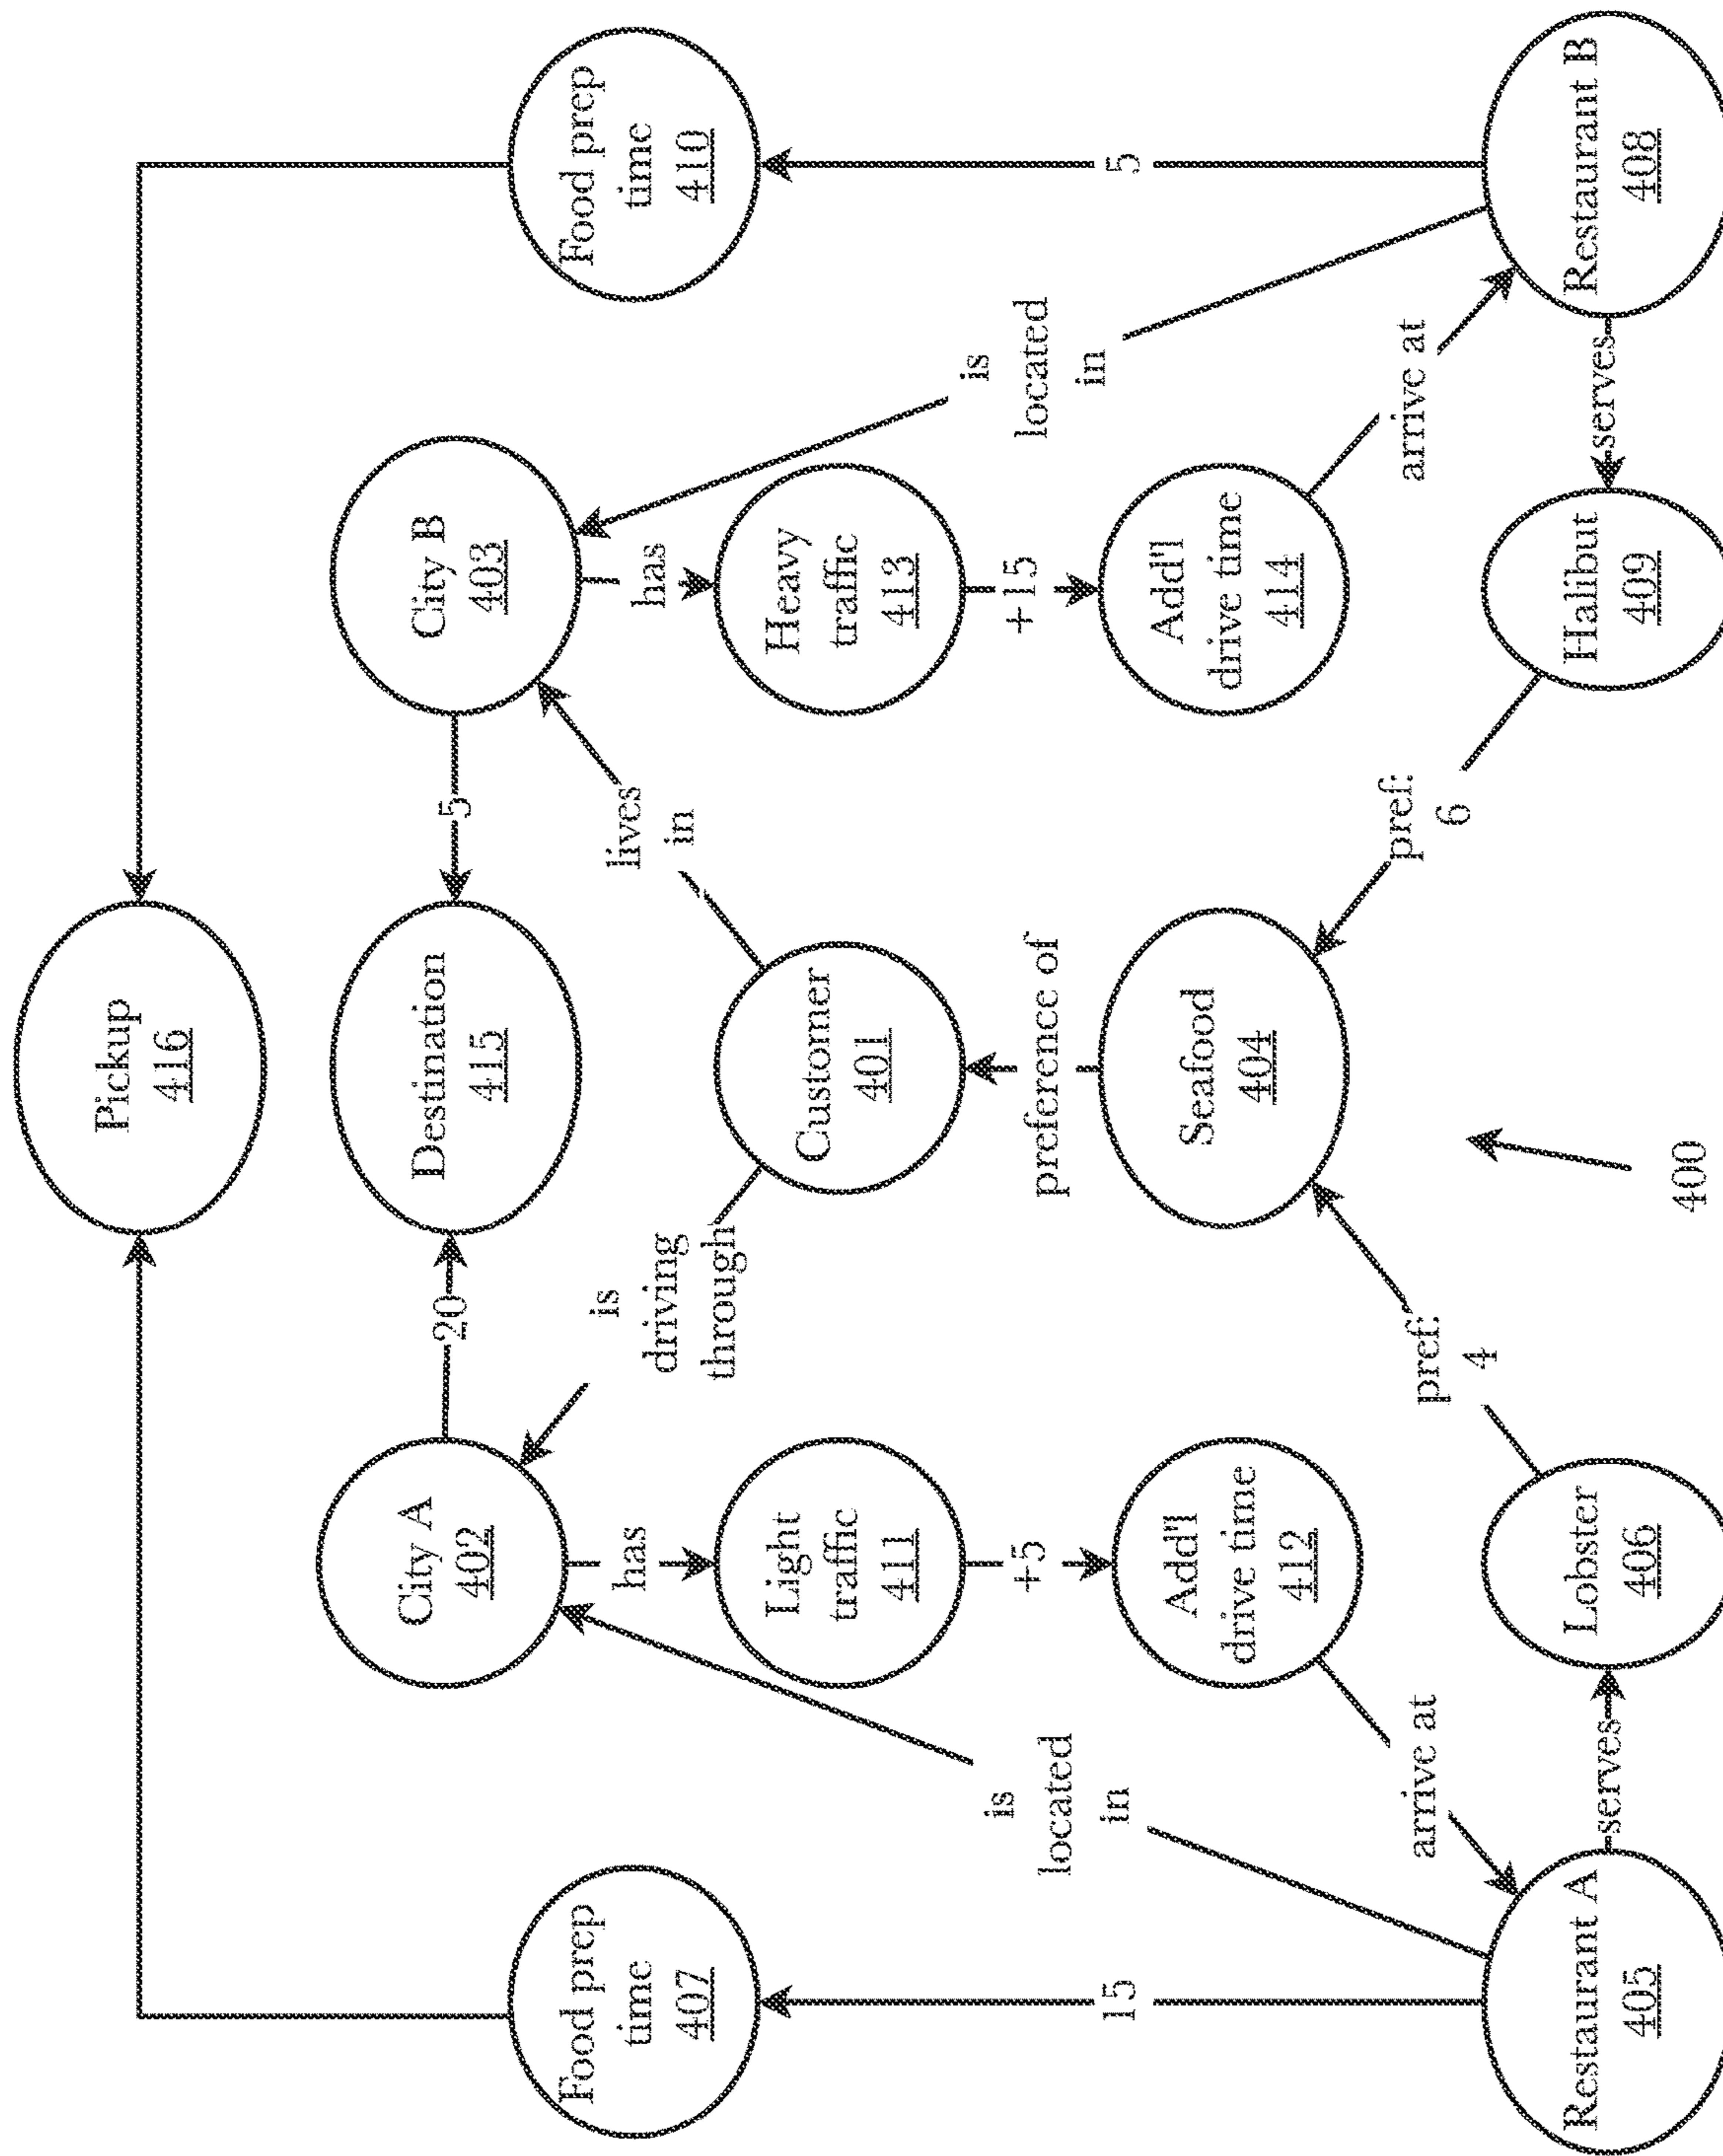 Pickup
416
Food prep
time
407
20
Destination
415
5
Food prep
time
410
City A
402
is
driving
through
lives
in
City B
403
has
has
Light
traffic
411
Customer
401
Heavy
traffic
413
15
is
located
in
+5
preference of
+15
is
located
in
5
Add'l
drive time
412
Seafood
404
Add'l
drive time
414
arrive at
pref:
4
pref:
6
arrive at
Restaurant A
405
serves
Lobster
406
400
Halibut
409
serves
Restaurant B
408